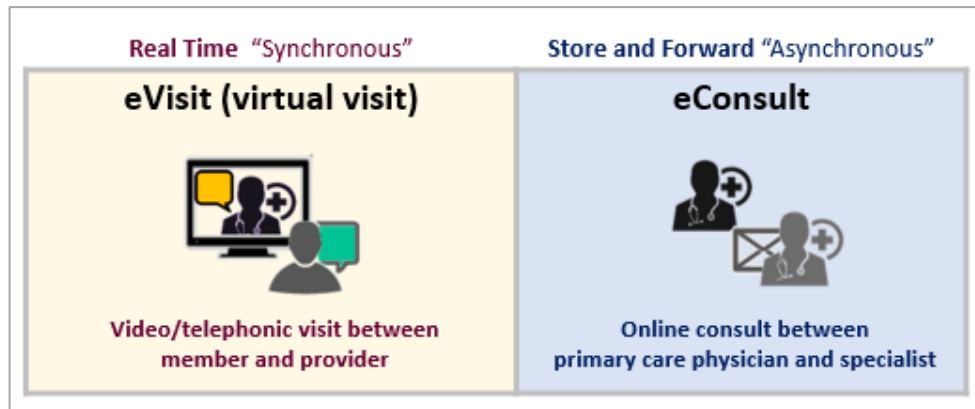 Real Time “Synchronous”
Store and Forward “Asynchronous”
eVisit (virtual visit)
eConsult
Video/telephonic visit between
member and provider
Online consult between
primary care physician and specialist